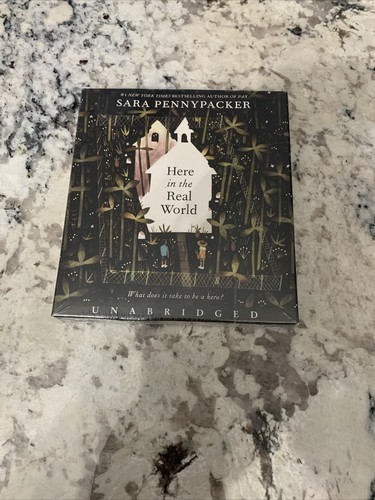 #1 NEW YORK TIMES BESTSELLING AUTHOR OF PAX
SARA PENNYPACKER
Here
in the
Real
World
What does it take to be a hero?
UNABRIDGED